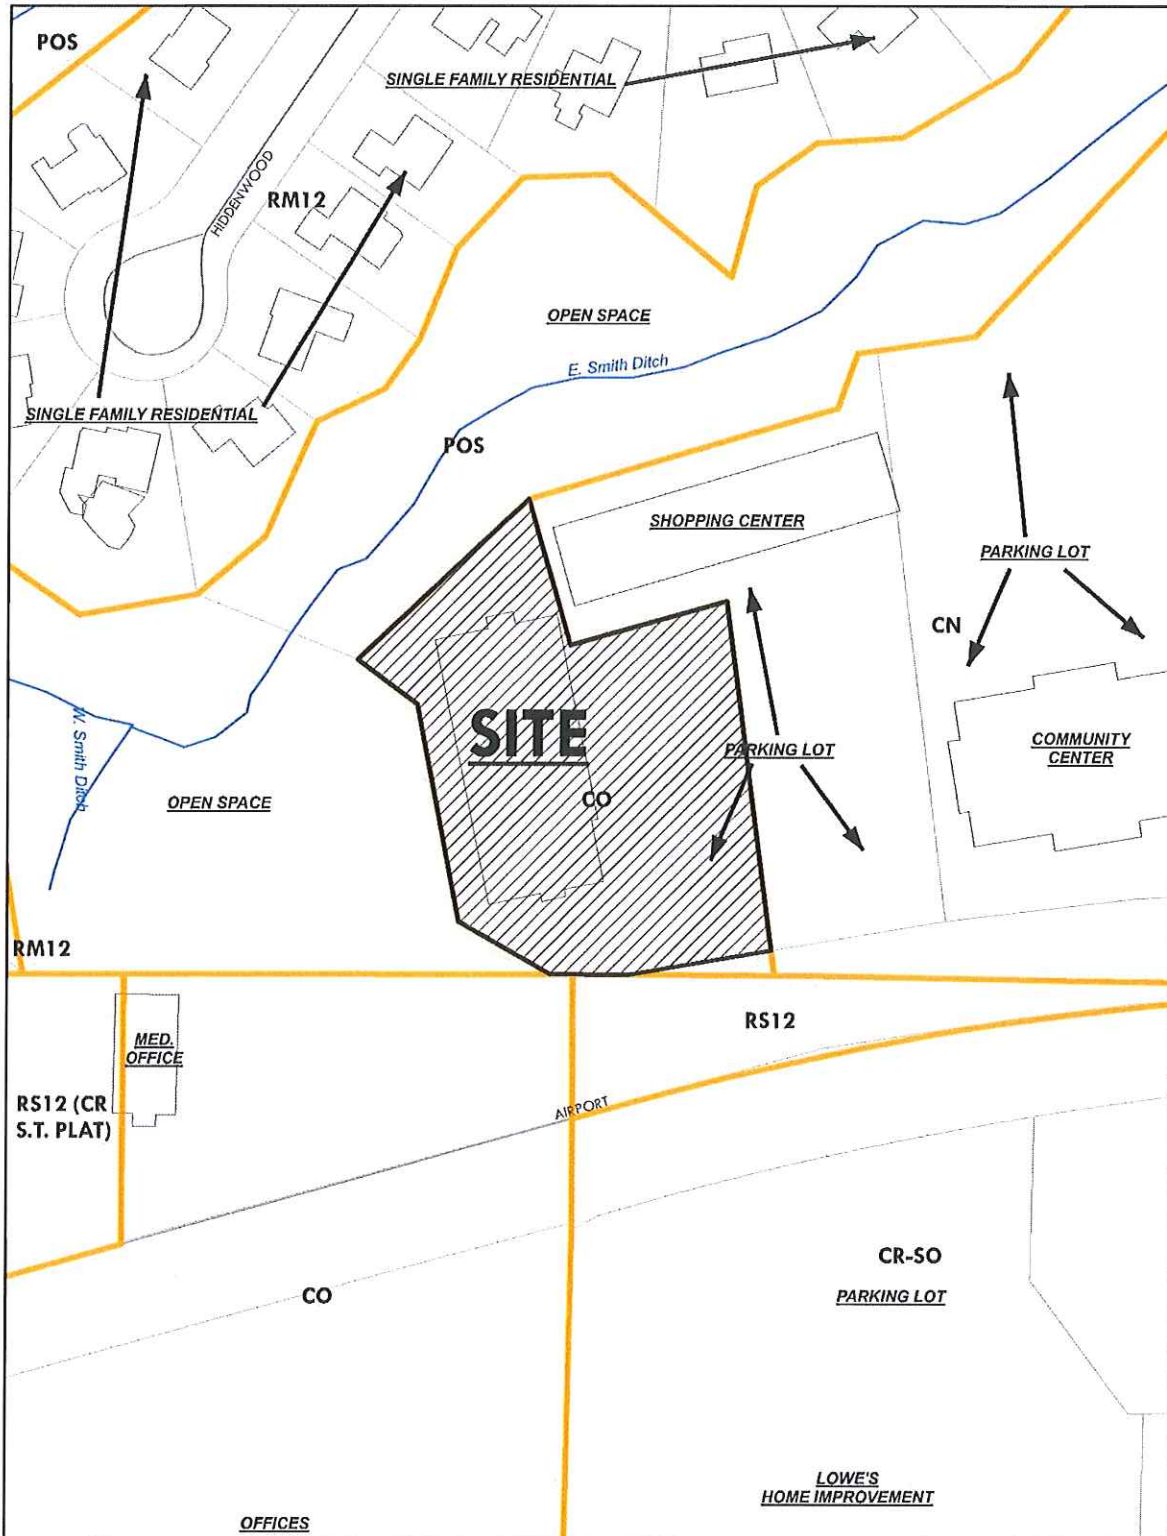 POS
SINGLE FAMILY RESIDENTIAL
HIDDENWOOD
RM12
OPEN SPACE
E. Smith Ditch
SINGLE FAMILY RESIDENTIAL
POS
SHOPPING CENTER
PARKING LOT
CN
SITE
PARKING LOT
COMMUNITY
CENTER
W. Smith Ditch
OPEN SPACE
CO
RM12
RS12
MED.
OFFICE
RS12 (CR
S.T. PLAT)
AIRPORT
CR-SO
CO
PARKING LOT
LOWE'S
HOME IMPROVEMENT
OFFICES